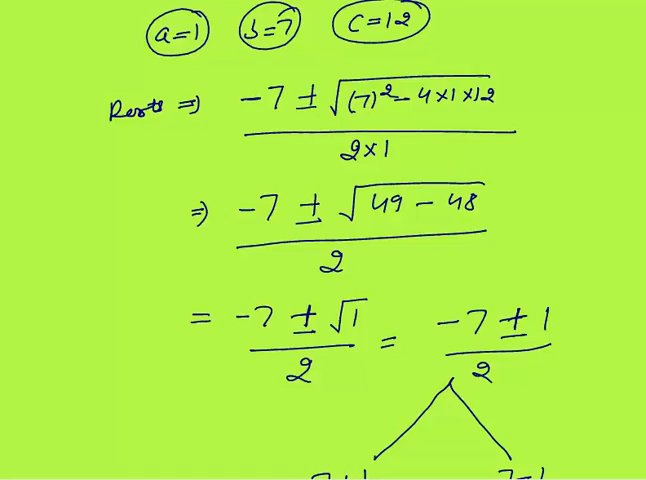 a=1 b=7 c=12
⇒ -7 ± √(7)² - 4×1×12
2×1
⇒ -7 ± √49 - 48
2
= -7 ± √1 = -7 ± 1
2 2